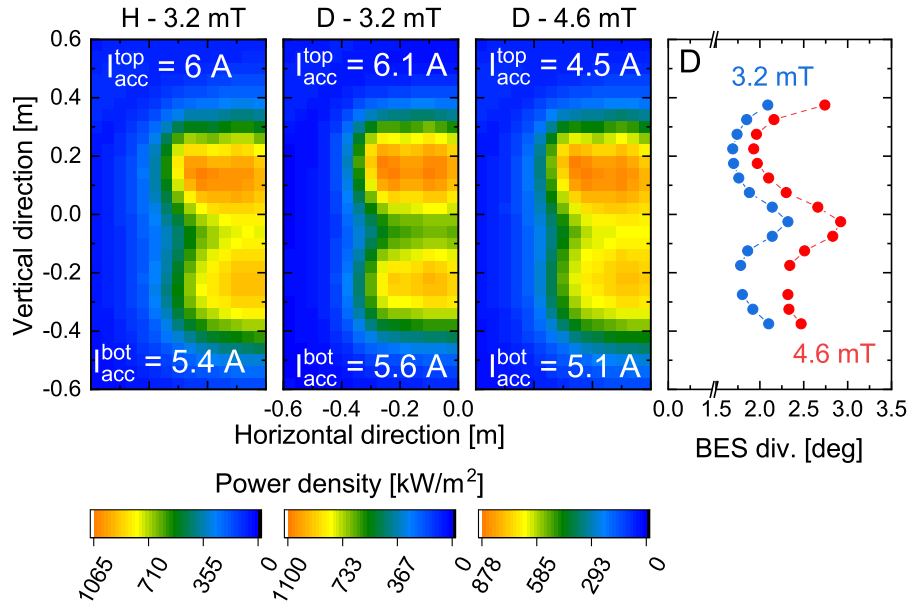 H - 3.2 mT
D - 3.2 mT
D - 4.6 mT
0.6
0.4
0.2
0.0
-0.2
-0.4
-0.6
Vertical direction [m]
I_acc^top = 6 A
I_acc^bot = 5.4 A
I_acc^top = 6.1 A
I_acc^bot = 5.6 A
I_acc^top = 4.5 A
I_acc^bot = 5.1 A
D
3.2 mT
4.6 mT
-0.6 -0.4 -0.2 0.0
Horizontal direction [m]
0.0 1.5 2.0 2.5 3.0 3.5
BES div. [deg]
Power density [kW/m²]
1065 710 355 0
1100 733 367 0
878 585 293 0